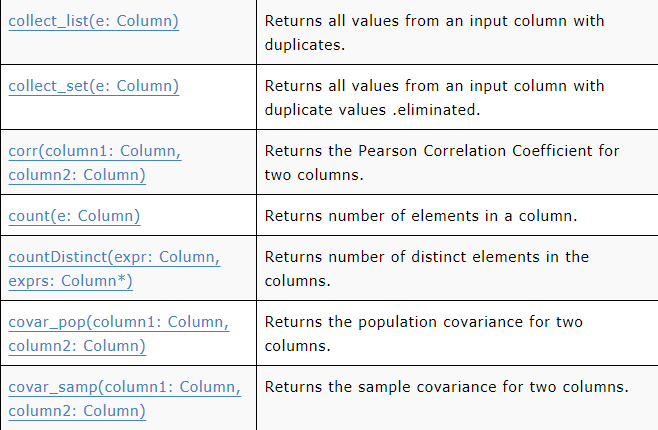 collect_list(e: Column)
Returns all values from an input column with
duplicates.
collect_set(e: Column)
Returns all values from an input column with
duplicate values .eliminated.
corr(column1: Column,
column2: Column)
Returns the Pearson Correlation Coefficient for
two columns.
count(e: Column)
Returns number of elements in a column.
countDistinct(expr: Column,
exprs: Column*)
Returns number of distinct elements in the
columns.
covar_pop(column1: Column,
column2: Column)
Returns the population covariance for two
columns.
covar_samp(column1: Column,
column2: Column)
Returns the sample covariance for two columns.